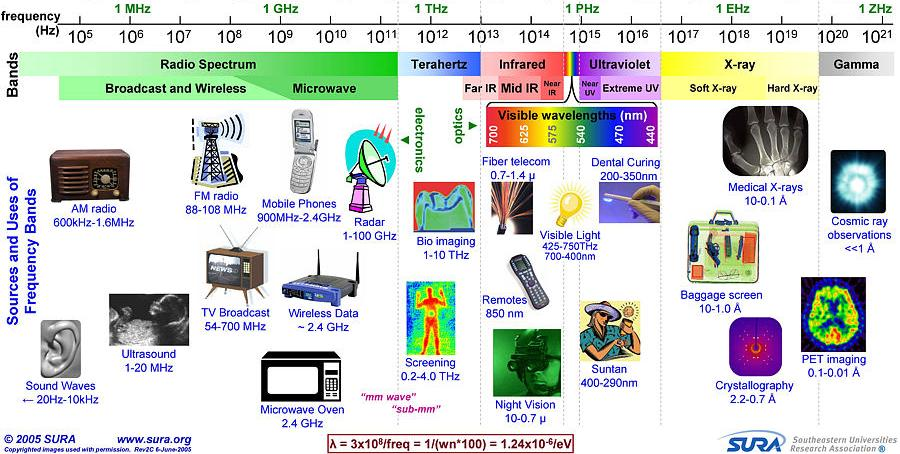 frequency
(Hz)
1 MHz
1 GHz
1 THz
1 PHz
1 EHz
1 ZHz
10⁵
10⁶
10⁷
10⁸
10⁹
10¹⁰
10¹¹
10¹²
10¹³
10¹⁴
10¹⁵
10¹⁶
10¹⁷
10¹⁸
10¹⁹
10²⁰
10²¹
Bands
Radio Spectrum
Terahertz
Infrared
Ultraviolet
X-ray
Gamma
Broadcast and Wireless
Microwave
Far IR
Mid IR
Near
IR
Near
UV
Extreme UV
Soft X-ray
Hard X-ray
electronics
optics
Visible wavelengths (nm)
700
625
575
540
470
440
Sources and Uses of
Frequency Bands
AM radio
600kHz-1.6MHz
FM radio
88-108 MHz
Mobile Phones
900MHz-2.4GHz
Radar
1-100 GHz
Bio imaging
1-10 THz
Fiber telecom
0.7-1.4 µ
Visible Light
425-750THz
700-400nm
Dental Curing
200-350nm
Medical X-rays
10-0.1 Å
Cosmic ray
observations
<<1 Å
NEWS
TV Broadcast
54-700 MHz
Wireless Data
~ 2.4 GHz
Remotes
850 nm
Baggage screen
10-1.0 Å
Sound Waves
← 20Hz-10kHz
Ultrasound
1-20 MHz
Microwave Oven
2.4 GHz
Screening
0.2-4.0 THz
"mm wave"
"sub-mm"
Night Vision
10-0.7 µ
Suntan
400-290nm
Crystallography
2.2-0.7 Å
PET imaging
0.1-0.01 Å
© 2005 SURA www.sura.org
Copyrighted images used with permission. Rev2C 6-June-2005
λ = 3x10⁸/freq = 1/(wn*100) = 1.24x10⁻⁶/eV
SURA
Southeastern Universities
Research Association ®